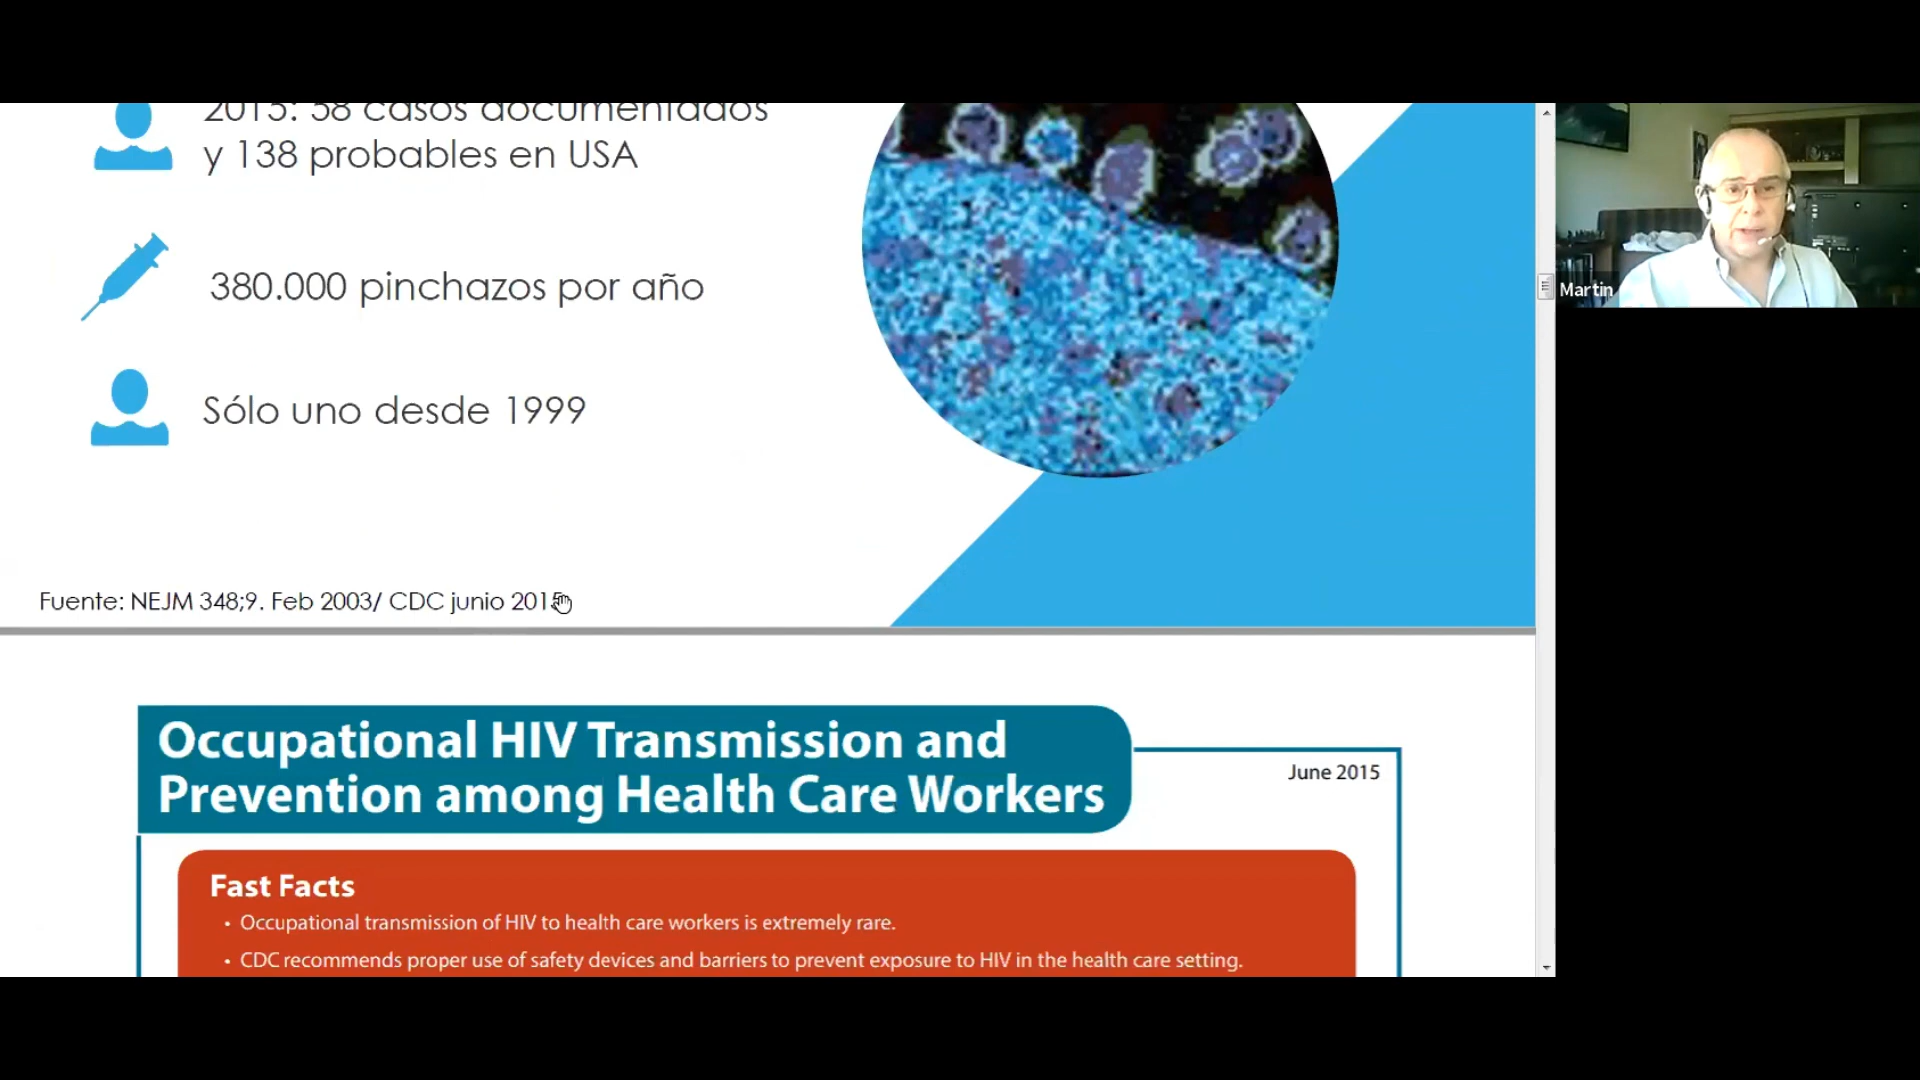 2015: 58 casos documentados
y 138 probables en USA
380.000 pinchazos por año
Sólo uno desde 1999
Fuente: NEJM 348;9. Feb 2003/ CDC junio 2015
Martin
Occupational HIV Transmission and
Prevention among Health Care Workers
June 2015
Fast Facts
• Occupational transmission of HIV to health care workers is extremely rare.
• CDC recommends proper use of safety devices and barriers to prevent exposure to HIV in the health care setting.